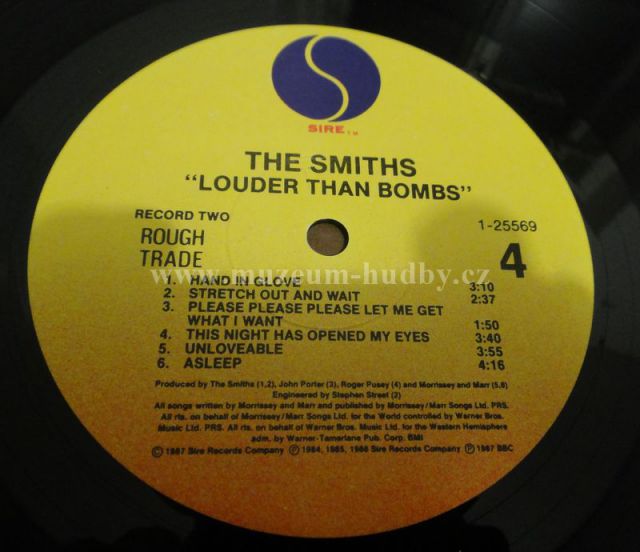 SIRE TM
THE SMITHS
"LOUDER THAN BOMBS"
RECORD TWO
1-25569
ROUGH
TRADE
4
www.muzeum-hudby.cz
1. HAND IN GLOVE 3:10
2. STRETCH OUT AND WAIT 2:37
3. PLEASE PLEASE PLEASE LET ME GET
WHAT I WANT 1:50
4. THIS NIGHT HAS OPENED MY EYES 3:40
5. UNLOVEABLE 3:55
6. ASLEEP 4:16
Produced by The Smiths (1,2), John Porter (3), Roger Pusey (4) and Morrissey and Marr (5,6)
Engineered by Stephen Street (2)
All songs written by Morrissey and Marr and published by Morrissey/Marr Songs Ltd. PRS.
All rts. on behalf of Morrissey/Marr Songs Ltd. for the World controlled by Warner Bros.
Music Ltd. PRS. All rts. on behalf of Warner Bros. Music Ltd. for the Western Hemisphere
adm. by Warner-Tamerlane Pub. Corp. BMI
© 1987 Sire Records Company ℗ 1984, 1985, 1986 Sire Records Company ℗ 1987 BBC